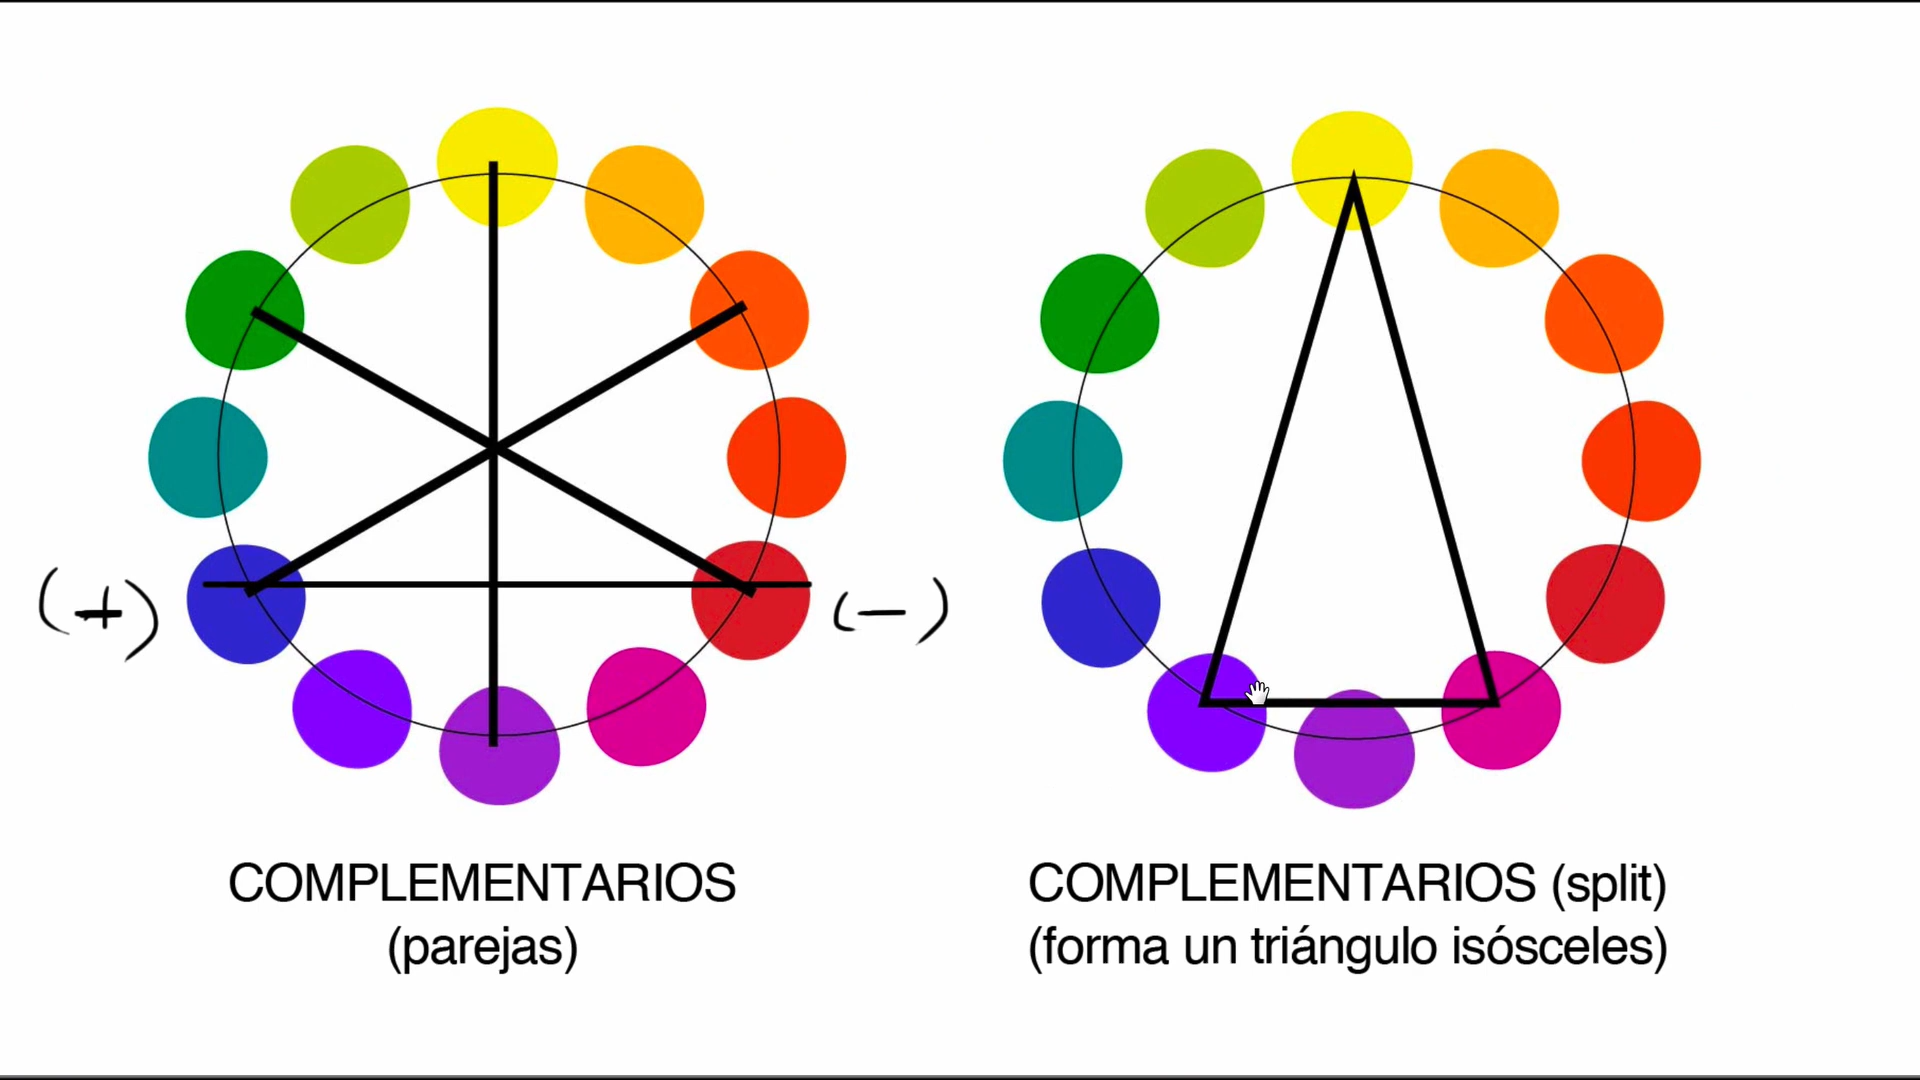 (+)
(-)
COMPLEMENTARIOS
(parejas)
COMPLEMENTARIOS (split)
(forma un triángulo isósceles)